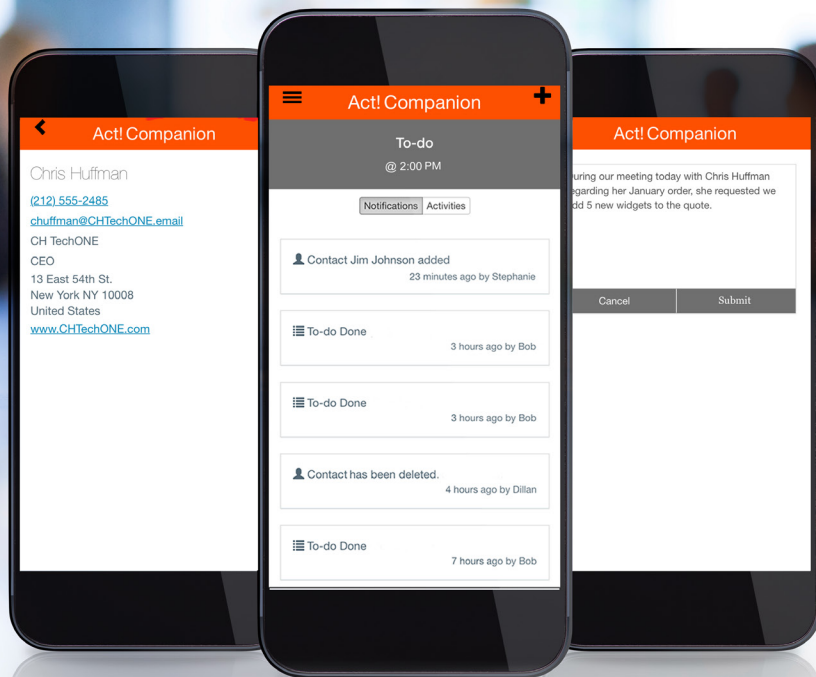 Act! Companion
Chris Huffman
(212) 555-2485
chuffman@CHTechONE.email
CH TechONE
CEO
13 East 54th St.
New York NY 10008
United States
www.CHTechONE.com
Act! Companion
To-do
@ 2:00 PM
Notifications Activities
Contact Jim Johnson added
23 minutes ago by Stephanie
To-do Done
3 hours ago by Bob
To-do Done
3 hours ago by Bob
Contact has been deleted.
4 hours ago by Dillan
To-do Done
7 hours ago by Bob
Act! Companion
uring our meeting today with Chris Huffman
egarding her January order, she requested we
dd 5 new widgets to the quote.
Cancel Submit